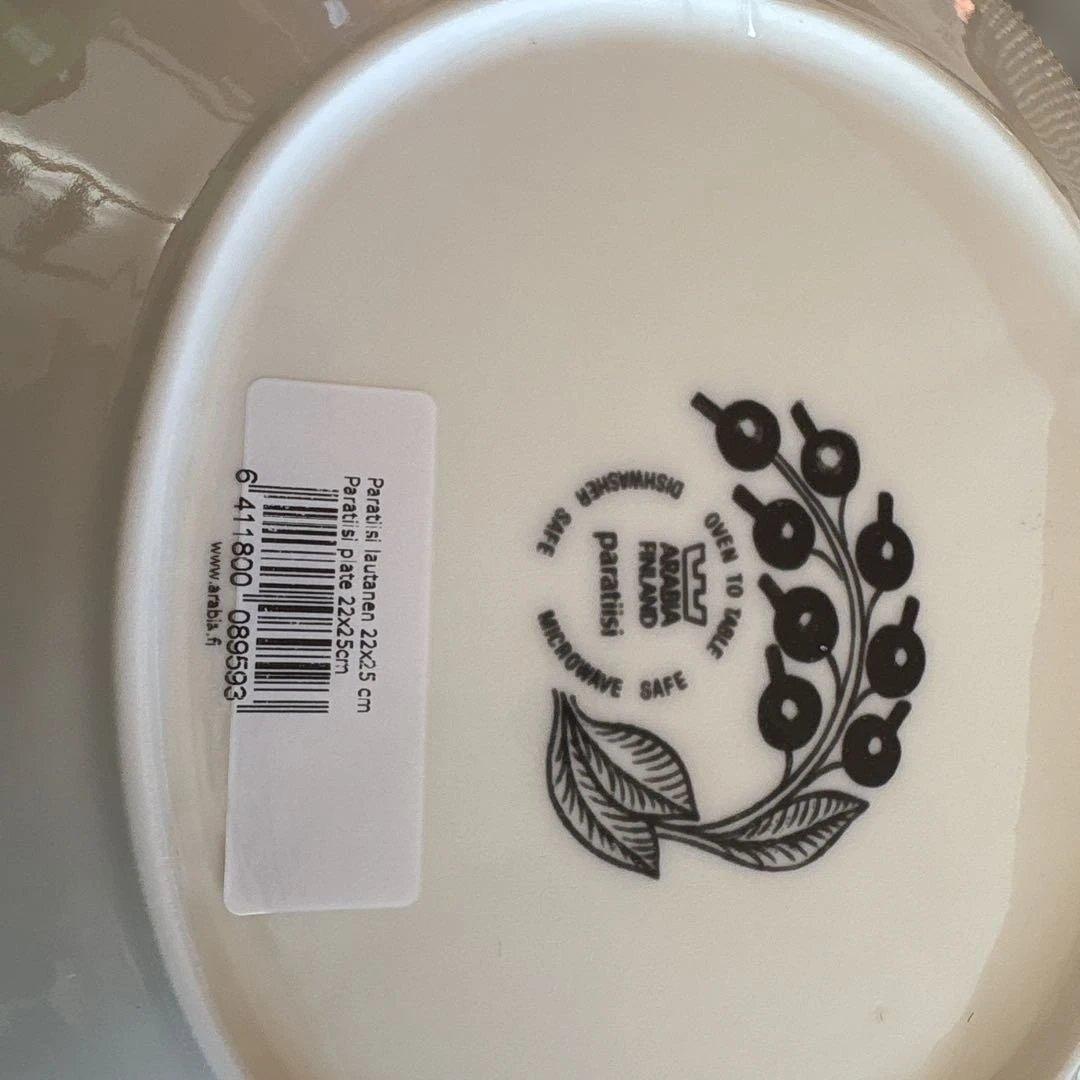 Paratiisi lautanen 22x25 cm
Paratiisi plate 22x25cm
6 411800 089593
www.arabia.fi
OVEN TO TABLE
ARABIA
FINLAND
paratiisi
DISHWASHER SAFE
MICROWAVE SAFE